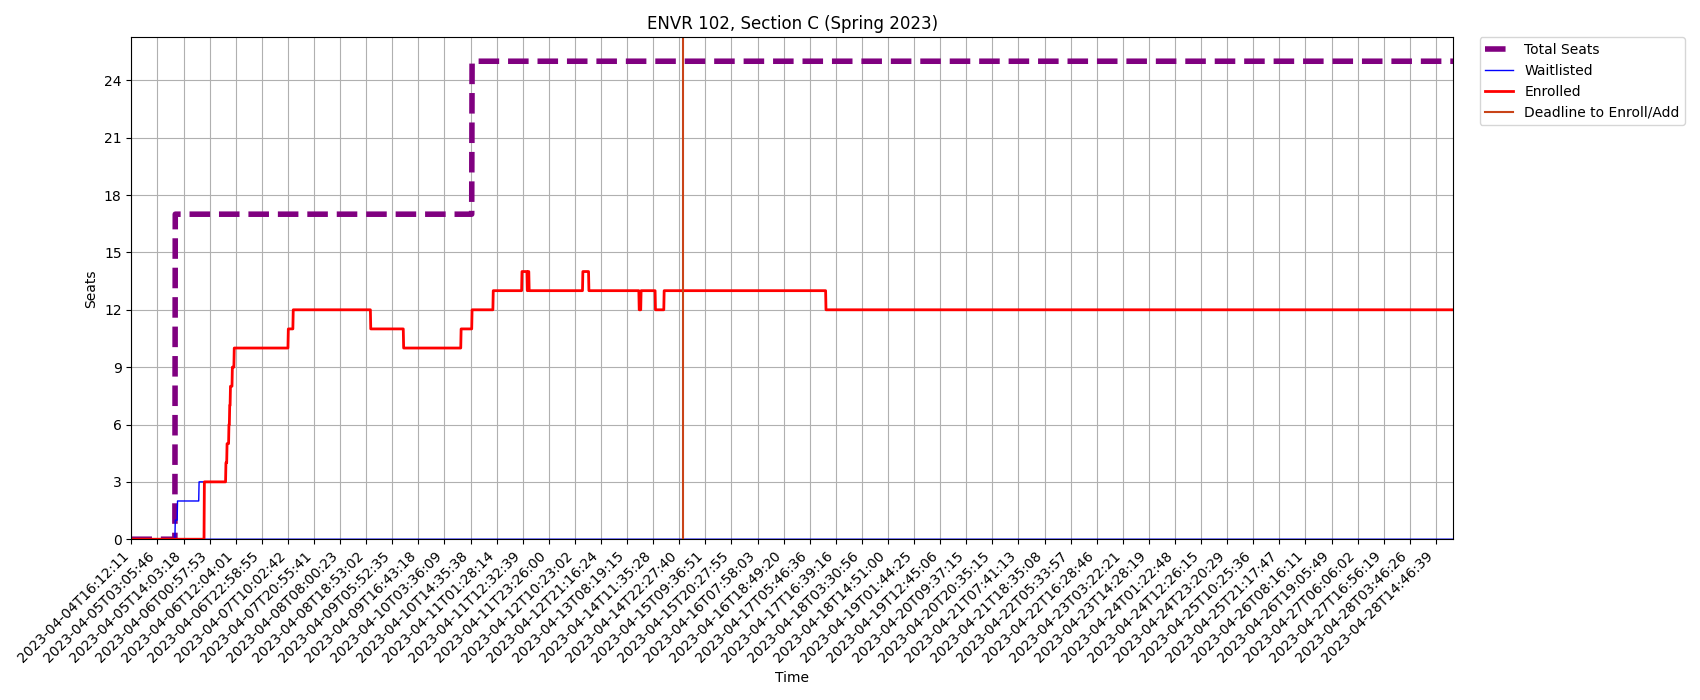 ENVR 102, Section C (Spring 2023)
Total Seats
Waitlisted
Enrolled
Deadline to Enroll/Add
Seats
24
21
18
15
12
9
6
3
0
2023-04-04T16:12:11
2023-04-05T03:05:46
2023-04-05T14:03:18
2023-04-06T00:57:53
2023-04-06T12:04:01
2023-04-06T22:58:55
2023-04-07T10:02:42
2023-04-07T20:55:41
2023-04-08T08:00:23
2023-04-08T18:53:02
2023-04-09T05:52:35
2023-04-09T16:43:18
2023-04-10T03:36:09
2023-04-10T14:35:38
2023-04-11T01:28:14
2023-04-11T12:32:39
2023-04-11T23:26:00
2023-04-12T10:23:02
2023-04-12T21:16:24
2023-04-13T08:19:15
2023-04-14T11:35:28
2023-04-14T22:27:40
2023-04-15T09:36:51
2023-04-15T20:27:55
2023-04-16T07:58:03
2023-04-16T18:49:20
2023-04-17T05:46:36
2023-04-17T16:39:16
2023-04-18T03:30:56
2023-04-18T14:51:00
2023-04-19T01:44:25
2023-04-19T12:45:06
2023-04-20T09:37:15
2023-04-20T20:35:15
2023-04-21T07:41:13
2023-04-21T18:35:08
2023-04-22T05:33:57
2023-04-22T16:28:46
2023-04-23T03:22:21
2023-04-23T14:28:19
2023-04-24T01:22:48
2023-04-24T12:26:15
2023-04-24T23:20:29
2023-04-25T10:25:36
2023-04-25T21:17:47
2023-04-26T08:16:11
2023-04-26T19:05:49
2023-04-27T06:06:02
2023-04-27T16:56:19
2023-04-28T03:46:26
2023-04-28T14:46:39
Time